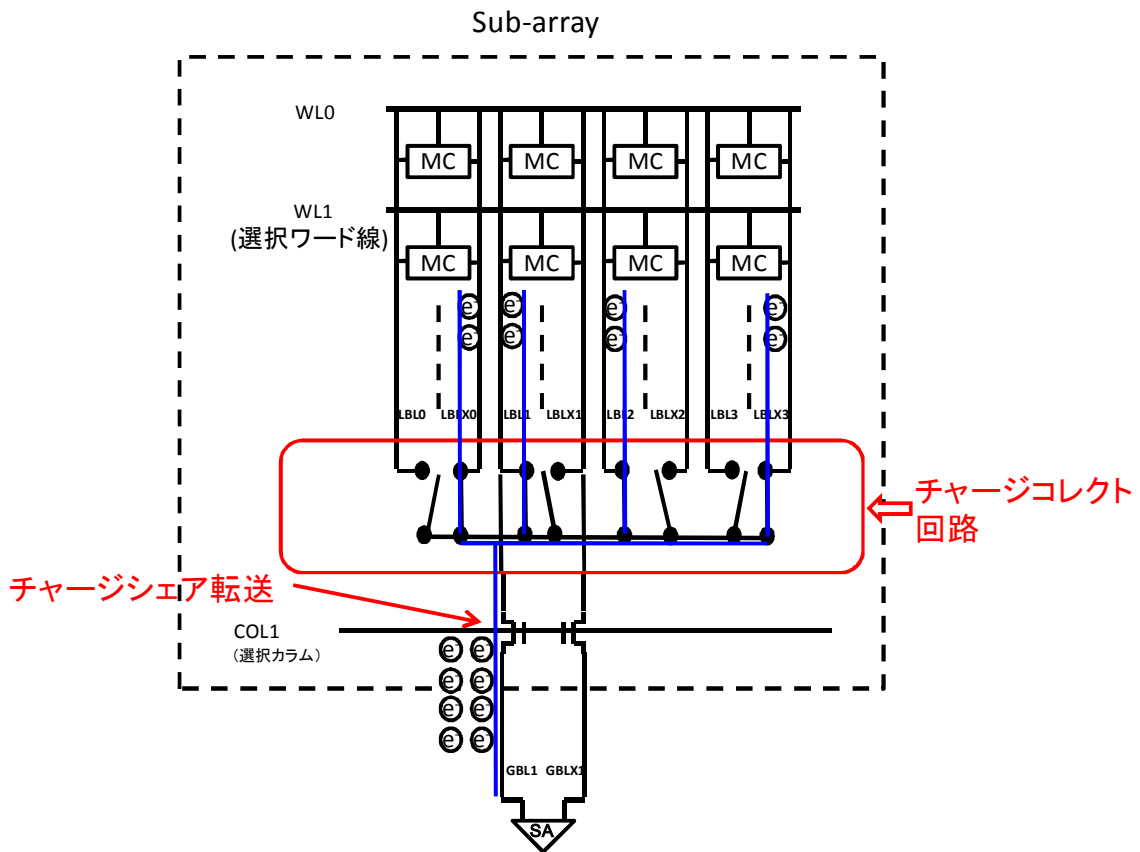 Sub-array
WL0
MC MC MC MC
WL1
(選択ワード線)
MC MC MC MC
e⁻ e⁻ e⁻ e⁻
e⁻ e⁻ e⁻ e⁻
LBL0 LBLX0 LBL1 LBLX1 LBL2 LBLX2 LBL3 LBLX3
チャージコレクト
回路
チャージシェア転送
COL1
(選択カラム)
e⁻ e⁻
e⁻ e⁻
e⁻ e⁻
e⁻ e⁻
GBL1 GBLX1
SA